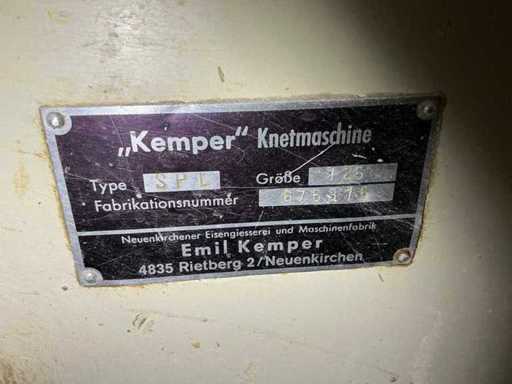 „Kemper" Knetmaschine
Type SPL Größe 125
Fabrikationsnummer
Neuenkirchener Eisengiesserei und Maschinenfabrik
Emil Kemper
4835 Rietberg 2/Neuenkirchen